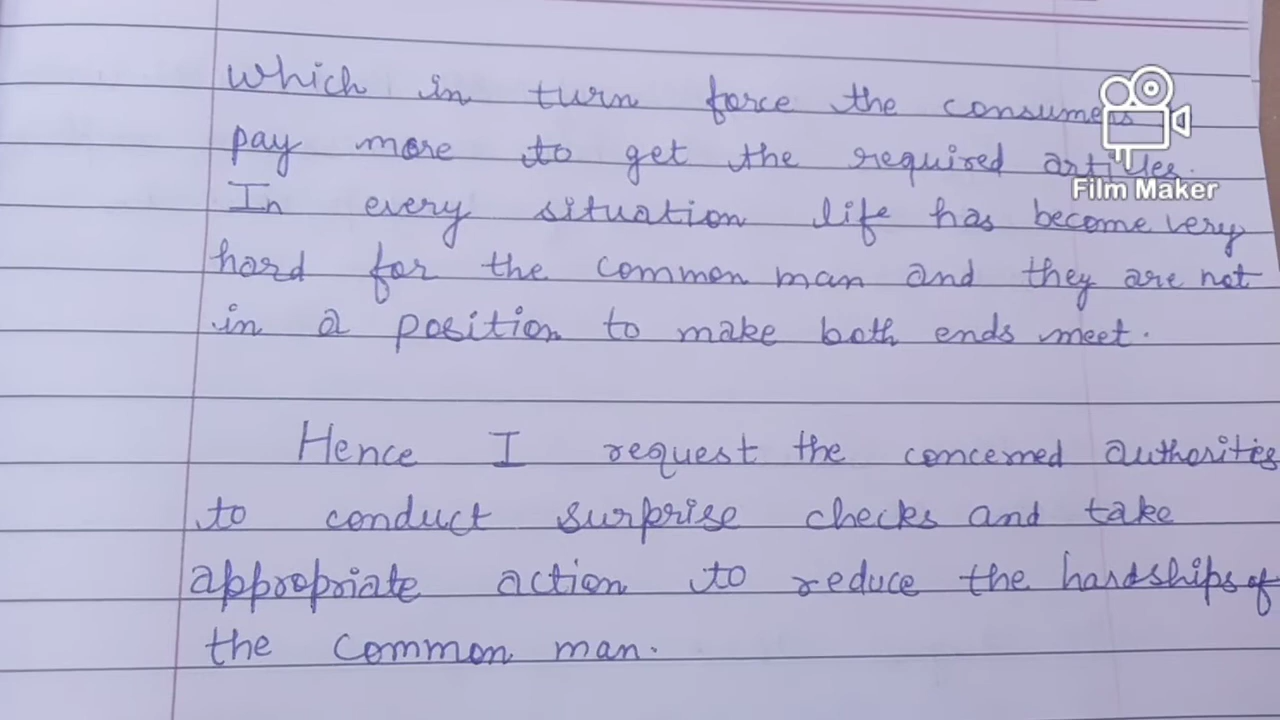 which in turn force the consumers
pay more to get the required articles.
In every situation life has become very
hard for the common man and they are not
in a position to make both ends meet.
Hence I request the concerned authorities
to conduct surprise checks and take
appropriate action to reduce the hardships of
the common man.
Film Maker